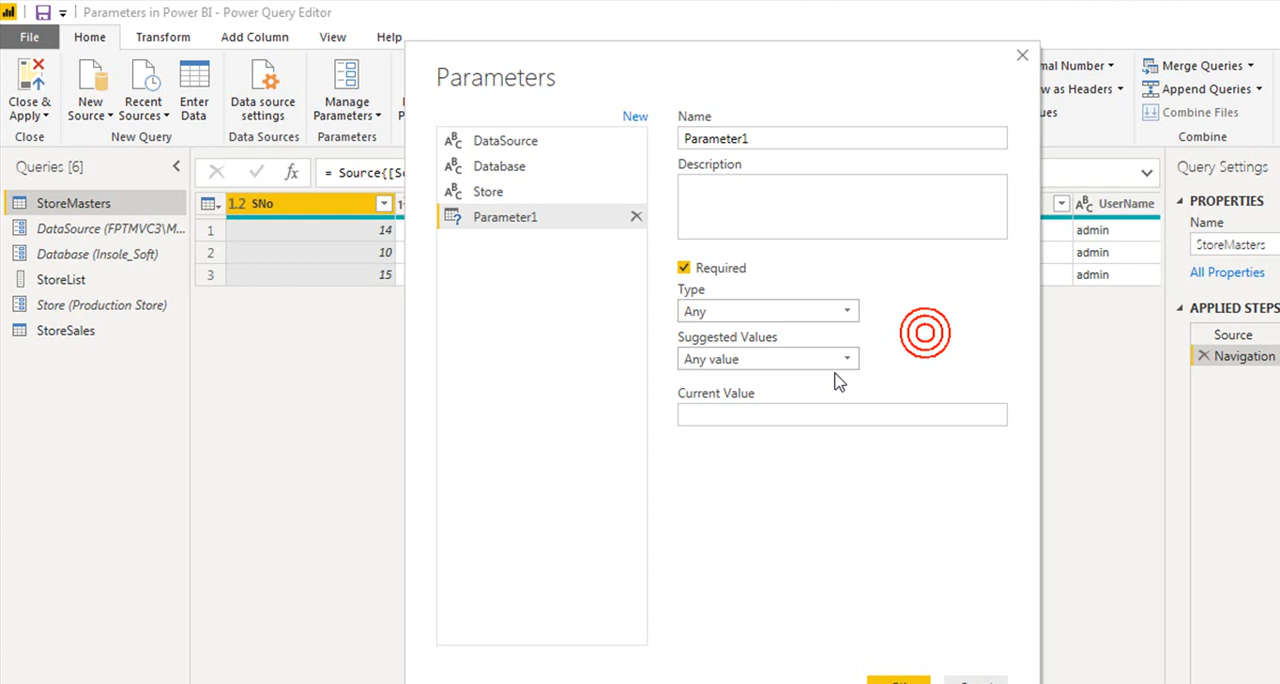 Parameters in Power BI - Power Query Editor
File Home Transform Add Column View Help
Close & Apply
New Source
Recent Sources
Enter Data
Data source settings
Manage Parameters
Close
New Query
Data Sources
Parameters
Merge Queries
w as Headers
Append Queries
ues
Combine Files
Combine
Queries [6]
StoreMasters
DataSource (FPTMVC3\M...
Database (Insole_Soft)
StoreList
Store (Production Store)
StoreSales
fx
= Source{[Sc
1.2 SNo
1 14
2 10
3 15
Parameters
New
DataSource
Database
Store
Parameter1
Name
Parameter1
Description
Required
Type
Any
Suggested Values
Any value
Current Value
ABC UserName
admin
admin
admin
Query Settings
PROPERTIES
Name
StoreMasters
All Properties
APPLIED STEPS
Source
Navigation